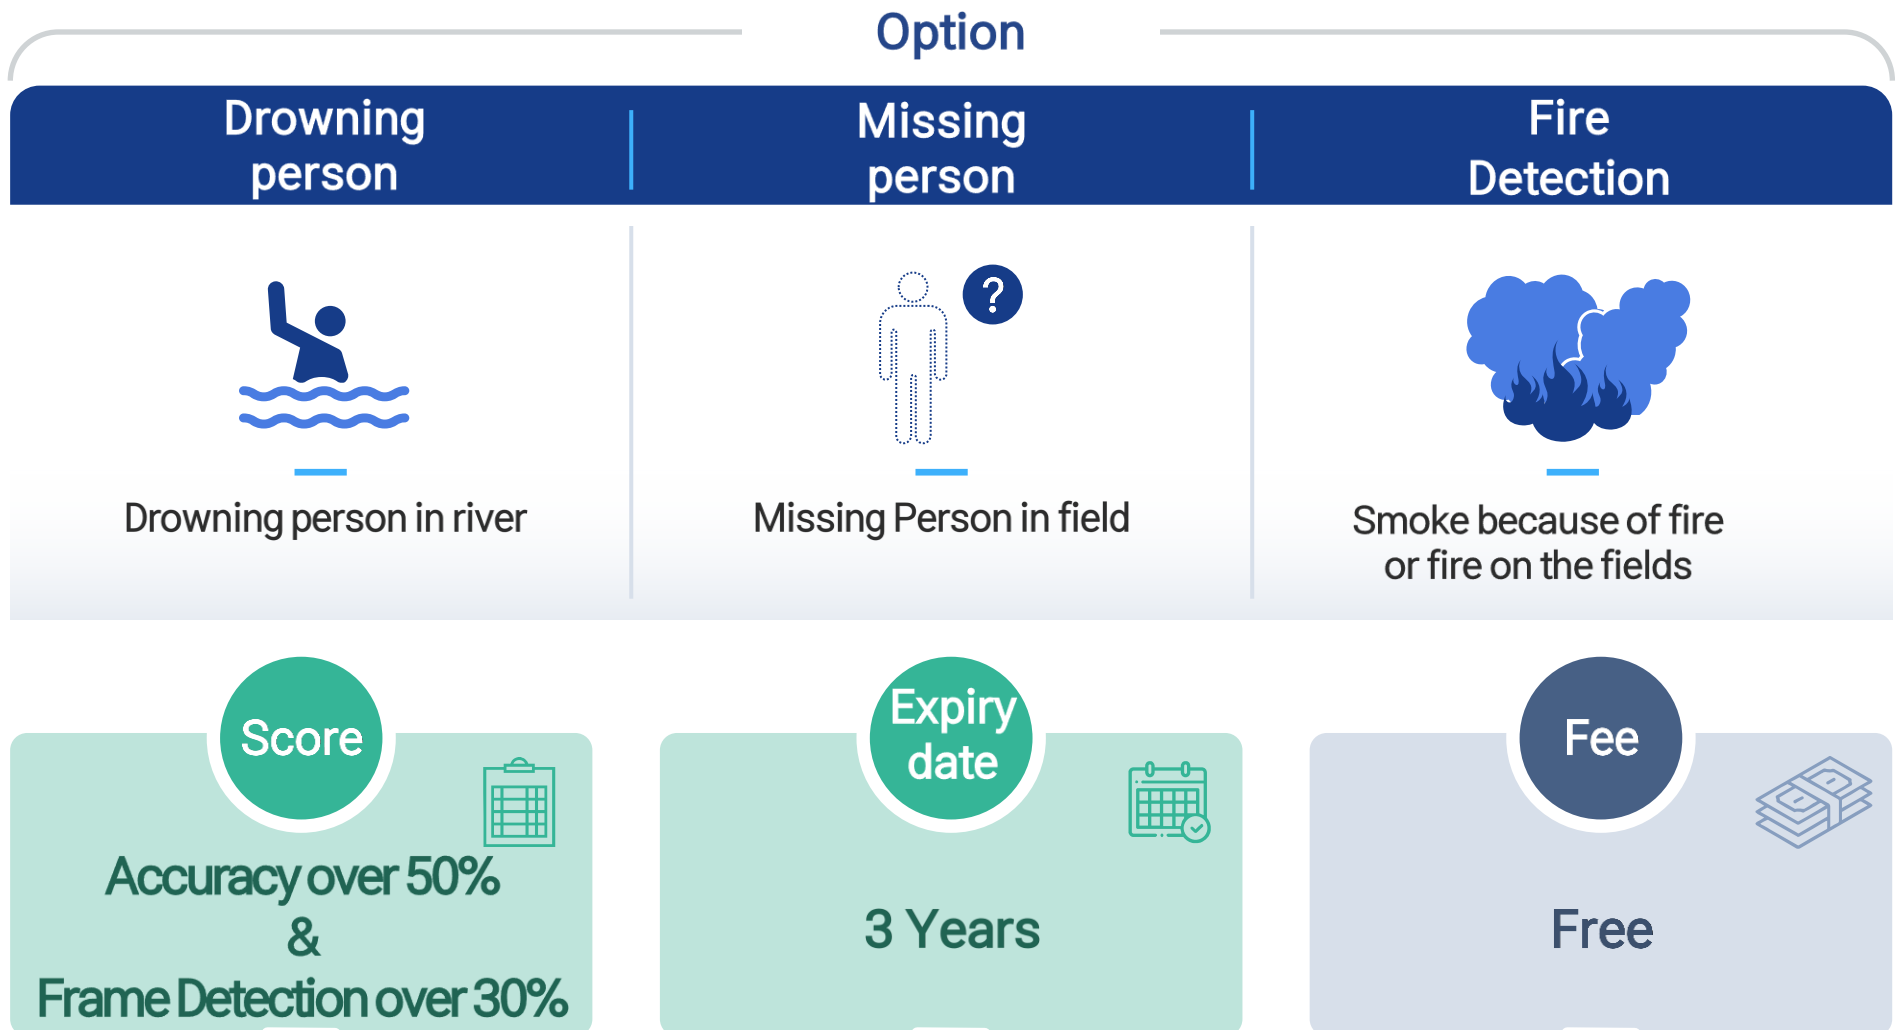 Option
Drowning
person
Missing
person
Fire
Detection
?
Drowning person in river
Missing Person in field
Smoke because of fire
or fire on the fields
Score
Accuracy over 50%
&
Frame Detection over 30%
Expiry
date
3 Years
Fee
Free